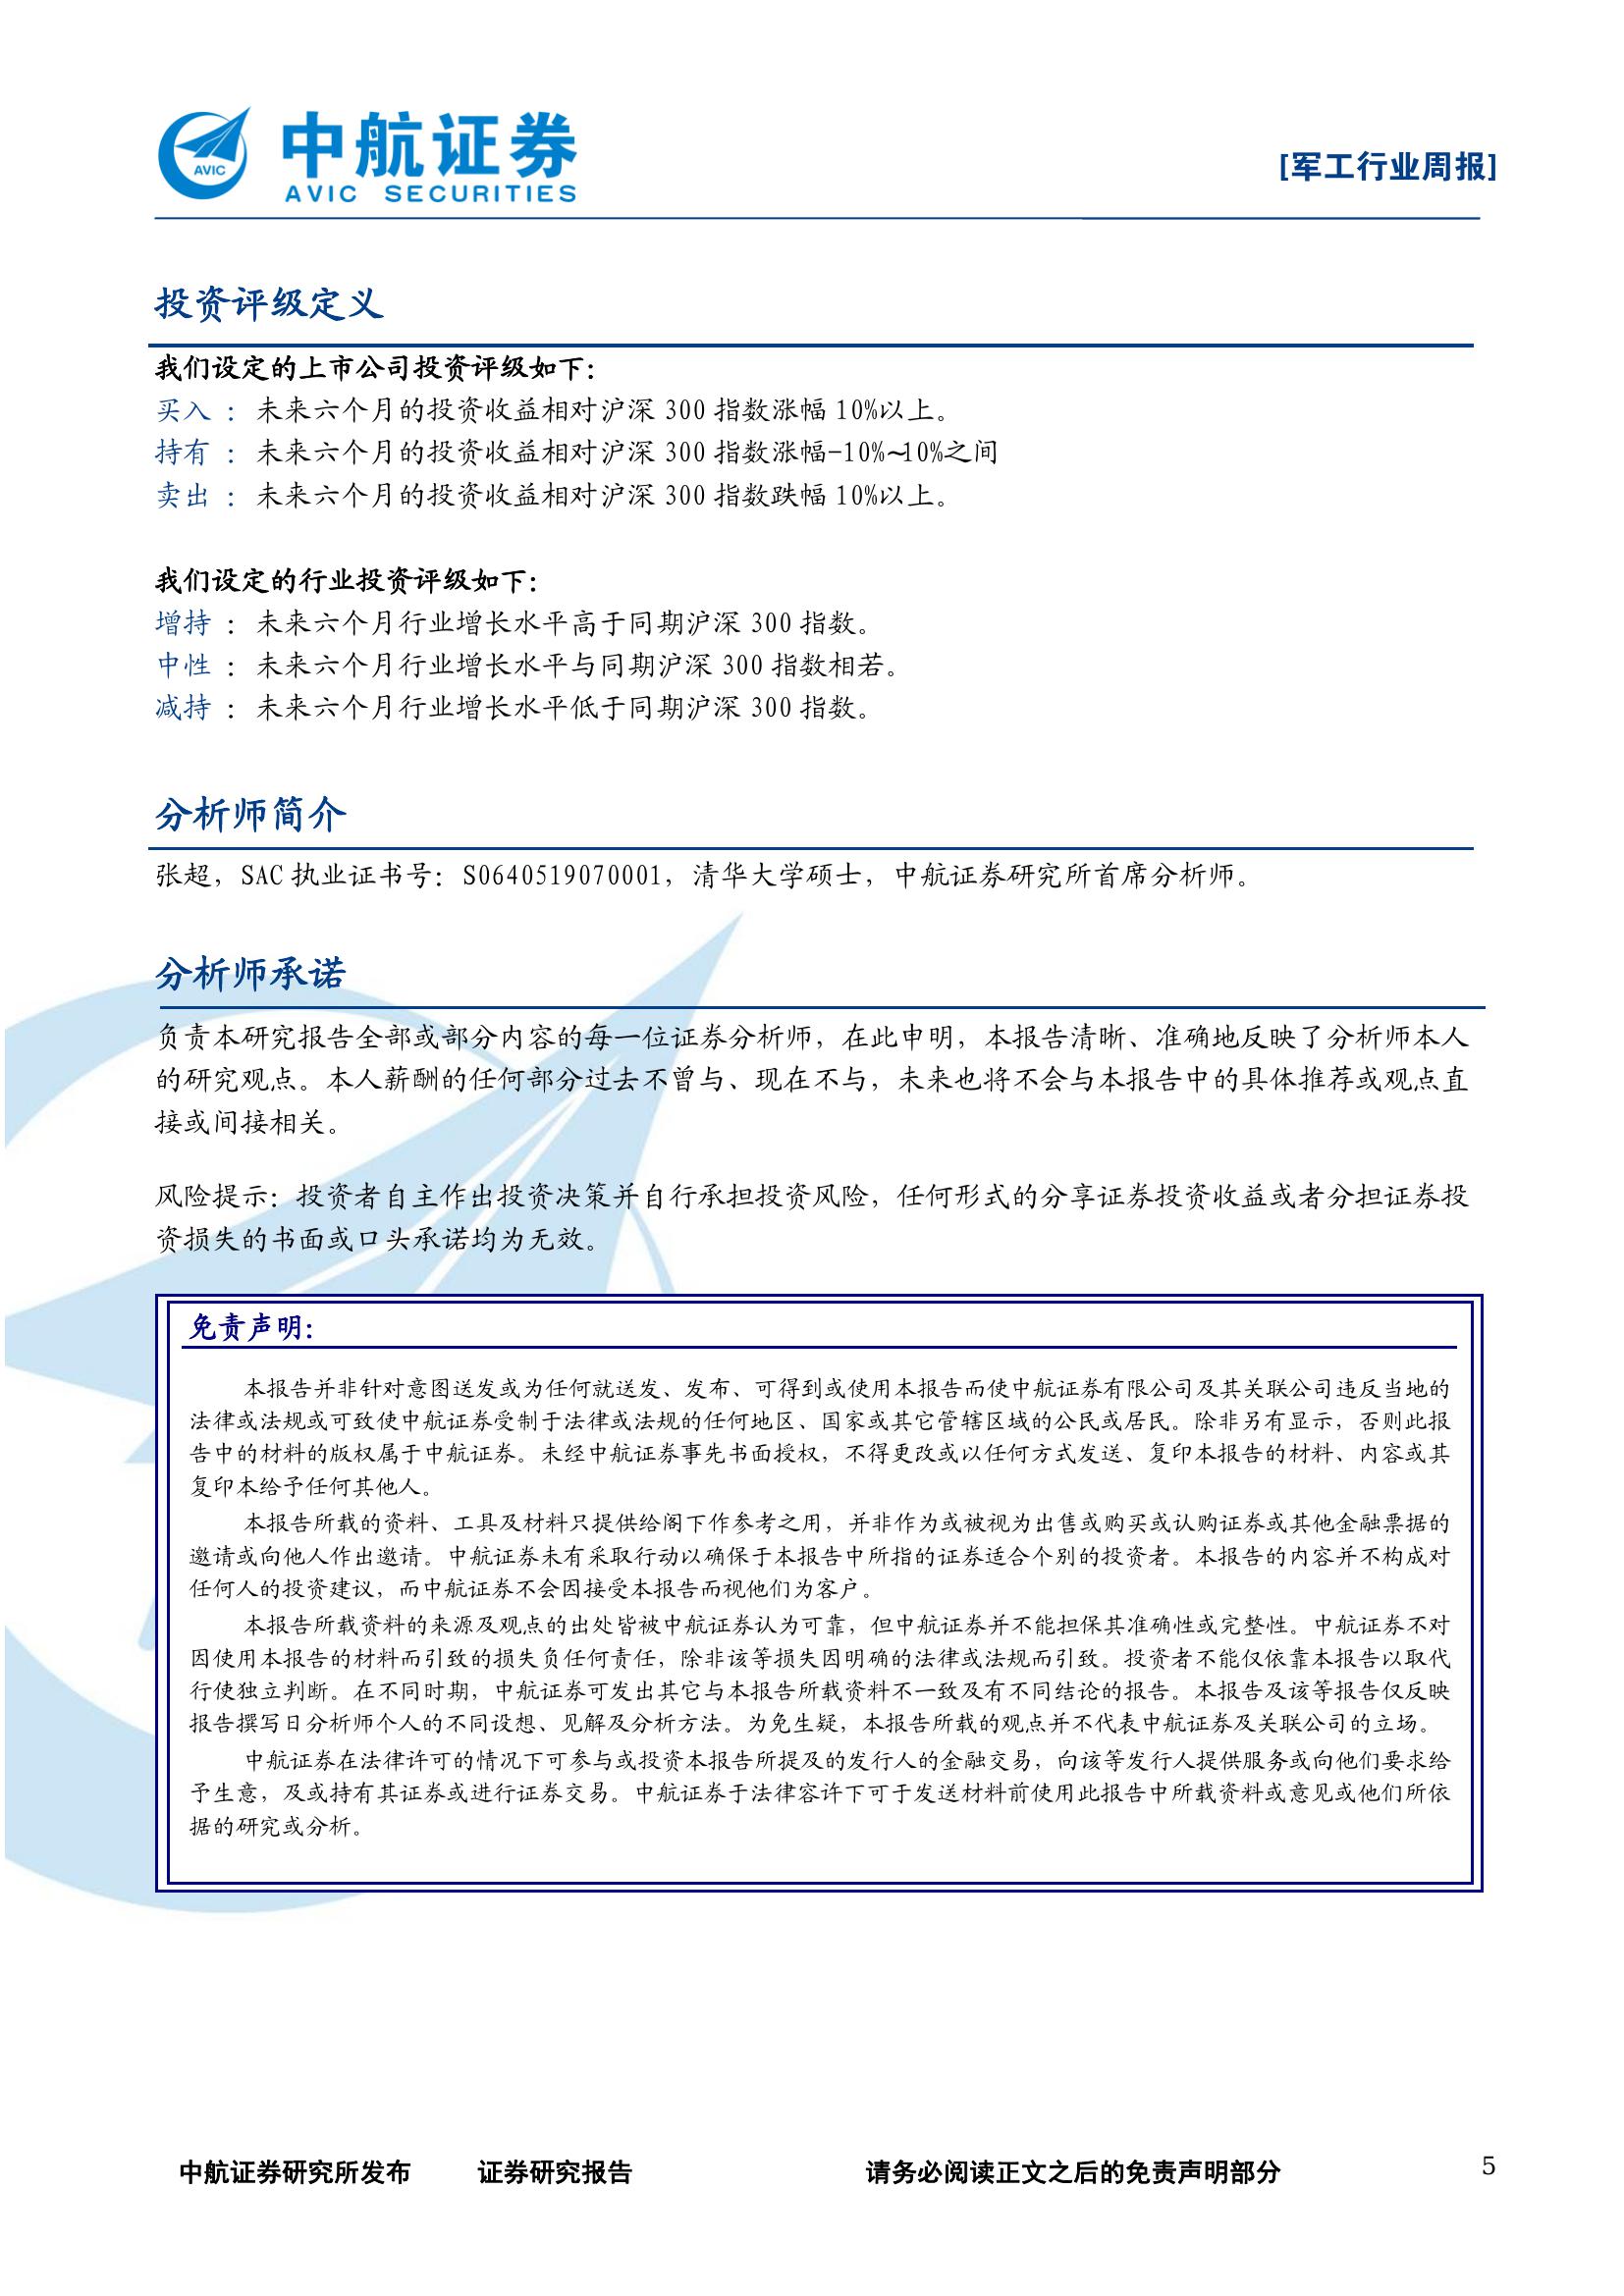 AVIC
中航证券
AVIC SECURITIES
[军工行业周报]
投资评级定义
我们设定的上市公司投资评级如下：
买入 ： 未来六个月的投资收益相对沪深 300 指数涨幅 10%以上。
持有 ： 未来六个月的投资收益相对沪深 300 指数涨幅-10%~10%之间
卖出 ： 未来六个月的投资收益相对沪深 300 指数跌幅 10%以上。
我们设定的行业投资评级如下：
增持 ： 未来六个月行业增长水平高于同期沪深 300 指数。
中性 ： 未来六个月行业增长水平与同期沪深 300 指数相若。
减持 ： 未来六个月行业增长水平低于同期沪深 300 指数。
分析师简介
张超，SAC 执业证书号：S0640519070001，清华大学硕士，中航证券研究所首席分析师。
分析师承诺
负责本研究报告全部或部分内容的每一位证券分析师，在此申明，本报告清晰、准确地反映了分析师本人
的研究观点。本人薪酬的任何部分过去不曾与、现在不与，未来也将不会与本报告中的具体推荐或观点直
接或间接相关。
风险提示：投资者自主作出投资决策并自行承担投资风险，任何形式的分享证券投资收益或者分担证券投
资损失的书面或口头承诺均为无效。
免责声明：
本报告并非针对意图送发或为任何就送发、发布、可得到或使用本报告而使中航证券有限公司及其关联公司违反当地的
法律或法规或可致使中航证券受制于法律或法规的任何地区、国家或其它管辖区域的公民或居民。除非另有显示，否则此报
告中的材料的版权属于中航证券。未经中航证券事先书面授权，不得更改或以任何方式发送、复印本报告的材料、内容或其
复印本给予任何其他人。
本报告所载的资料、工具及材料只提供给阁下作参考之用，并非作为或被视为出售或购买或认购证券或其他金融票据的
邀请或向他人作出邀请。中航证券未有采取行动以确保于本报告中所指的证券适合个别的投资者。本报告的内容并不构成对
任何人的投资建议，而中航证券不会因接受本报告而视他们为客户。
本报告所载资料的来源及观点的出处皆被中航证券认为可靠，但中航证券并不能担保其准确性或完整性。中航证券不对
因使用本报告的材料而引致的损失负任何责任，除非该等损失因明确的法律或法规而引致。投资者不能仅依靠本报告以取代
行使独立判断。在不同时期，中航证券可发出其它与本报告所载资料不一致及有不同结论的报告。本报告及该等报告仅反映
报告撰写日分析师个人的不同设想、见解及分析方法。为免生疑，本报告所载的观点并不代表中航证券及关联公司的立场。
中航证券在法律许可的情况下可参与或投资本报告所提及的发行人的金融交易，向该等发行人提供服务或向他们要求给
予生意，及或持有其证券或进行证券交易。中航证券于法律容许下可于发送材料前使用此报告中所载资料或意见或他们所依
据的研究或分析。
中航证券研究所发布 证券研究报告 请务必阅读正文之后的免责声明部分 5